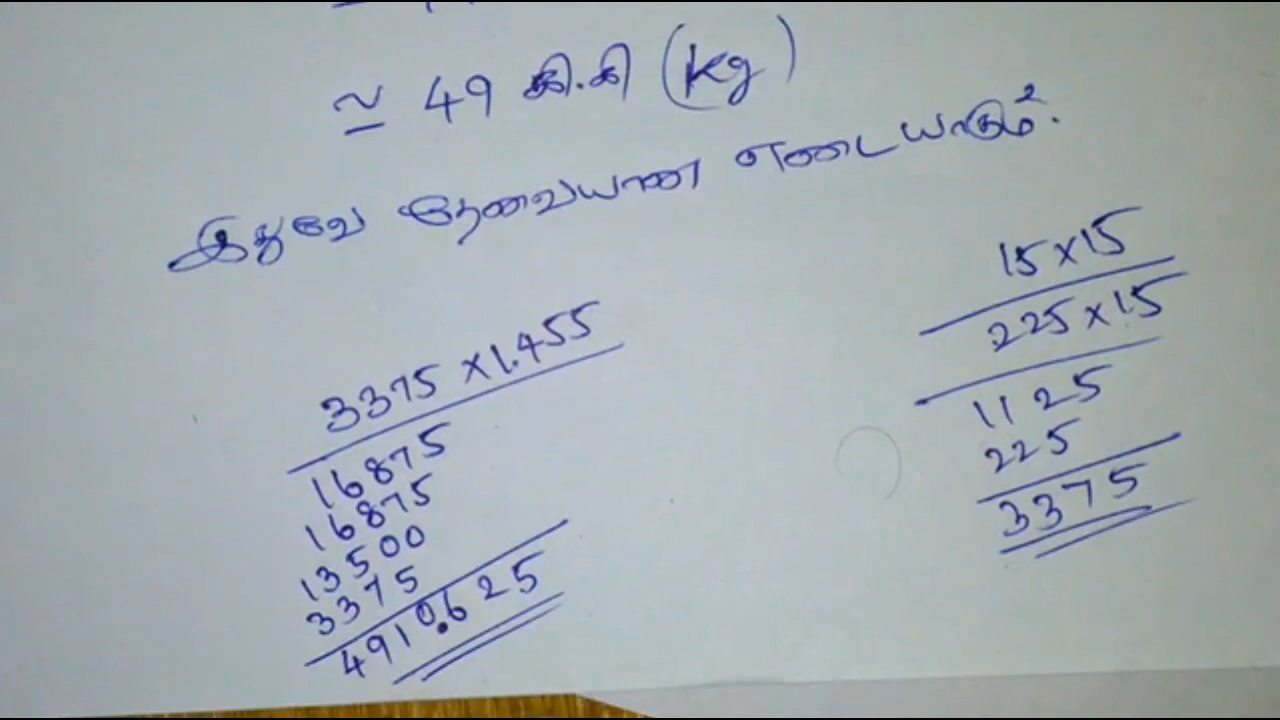 ≃ 49 கி.கி (kg)
இதுவே தேவையான எடையாகும்.
3375 × 1.455
16875
16875
13500
3375
4910.625
15 × 15
225 × 15
1125
225
3375